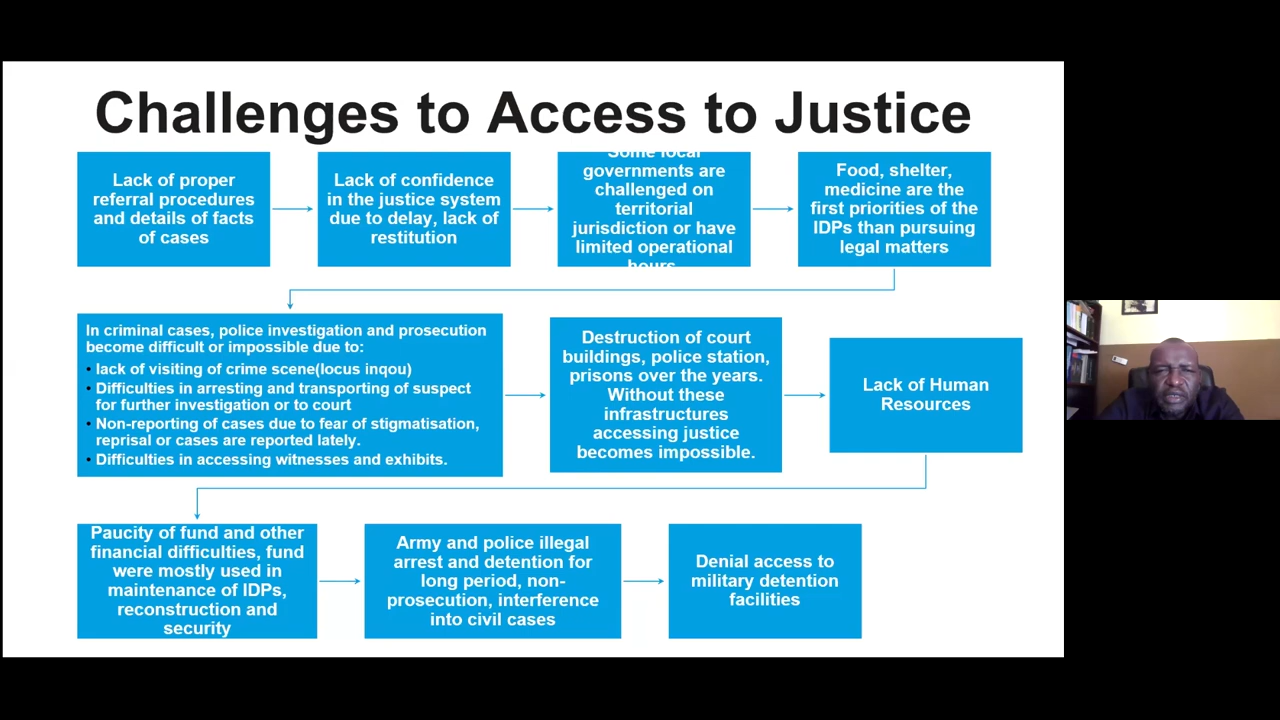 Challenges to Access to Justice
Lack of proper
referral procedures
and details of facts
of cases
Lack of confidence
in the justice system
due to delay, lack of
restitution
Some local
governments are
challenged on
territorial
jurisdiction or have
limited operational
hours
Food, shelter,
medicine are the
first priorities of the
IDPs than pursuing
legal matters
In criminal cases, police investigation and prosecution
become difficult or impossible due to:
• lack of visiting of crime scene(locus inqou)
• Difficulties in arresting and transporting of suspect
for further investigation or to court
• Non-reporting of cases due to fear of stigmatisation,
reprisal or cases are reported lately.
• Difficulties in accessing witnesses and exhibits.
Destruction of court
buildings, police station,
prisons over the years.
Without these
infrastructures
accessing justice
becomes impossible.
Lack of Human
Resources
Paucity of fund and other
financial difficulties, fund
were mostly used in
maintenance of IDPs,
reconstruction and
security
Army and police illegal
arrest and detention for
long period, non-
prosecution, interference
into civil cases
Denial access to
military detention
facilities